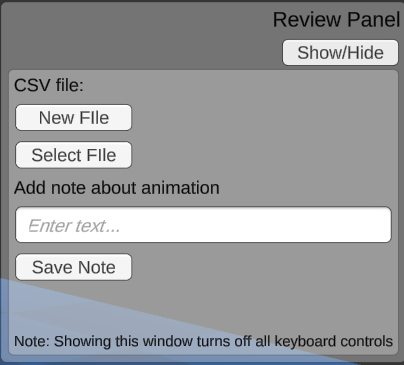 Review Panel
Show/Hide
CSV file:
New FIle
Select FIle
Add note about animation
Enter text...
Save Note
Note: Showing this window turns off all keyboard controls